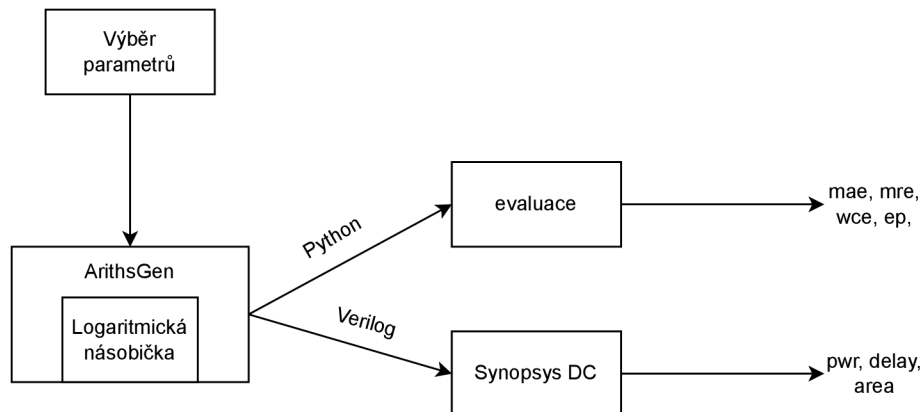 Výběr
parametrů
Python
evaluace
mae, mre,
wce, ep,
ArithsGen
Logaritmická
násobička
Verilog
Synopsys DC
pwr, delay,
area